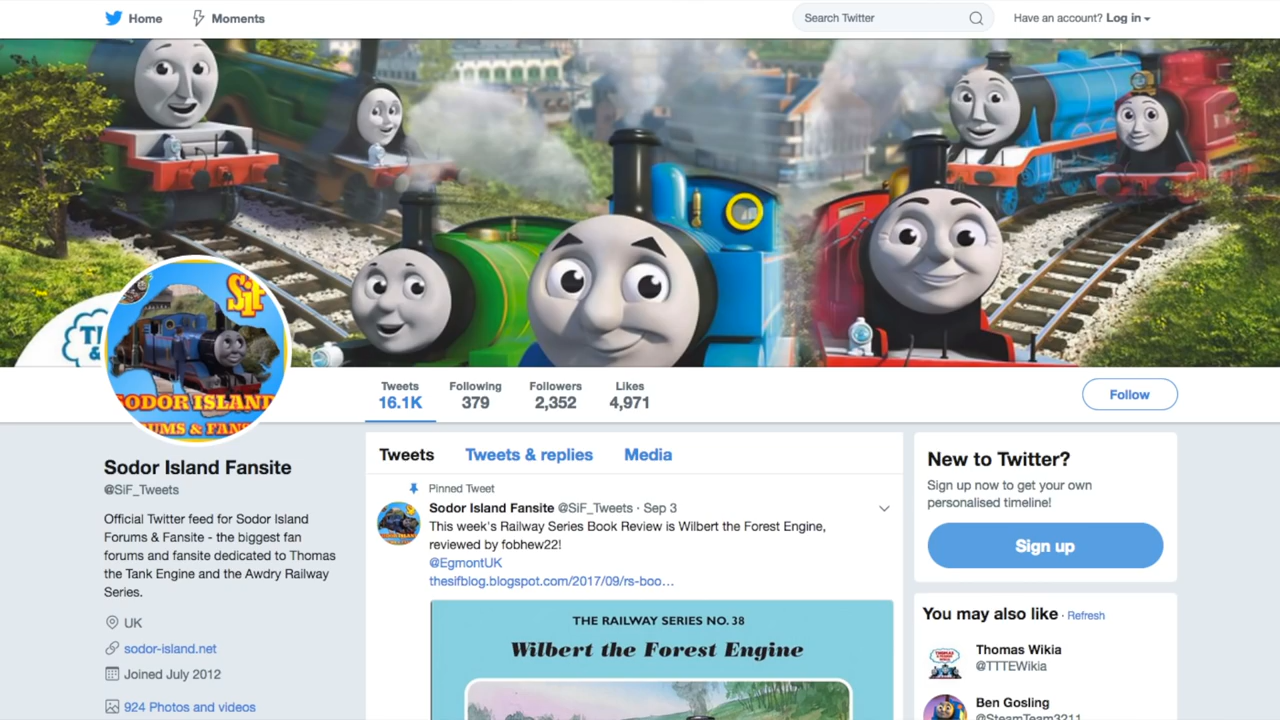 Home
Moments
Search Twitter
Have an account? Log in
SiF
SODOR ISLAND
Tweets
16.1K
Following
379
Followers
2,352
Likes
4,971
Follow
Sodor Island Fansite
@SiF_Tweets
Official Twitter feed for Sodor Island
Forums & Fansite - the biggest fan
forums and fansite dedicated to Thomas
the Tank Engine and the Awdry Railway
Series.
UK
sodor-island.net
Joined July 2012
924 Photos and videos
Tweets
Tweets & replies
Media
Pinned Tweet
Sodor Island Fansite @SiF_Tweets · Sep 3
This week's Railway Series Book Review is Wilbert the Forest Engine,
reviewed by fobhew22!
@EgmontUK
thesifblog.blogspot.com/2017/09/rs-boo…
THE RAILWAY SERIES NO. 38
Wilbert the Forest Engine
New to Twitter?
Sign up now to get your own
personalised timeline!
Sign up
You may also like · Refresh
Thomas Wikia
@TTTEWikia
Ben Gosling
@SteamTeam3211